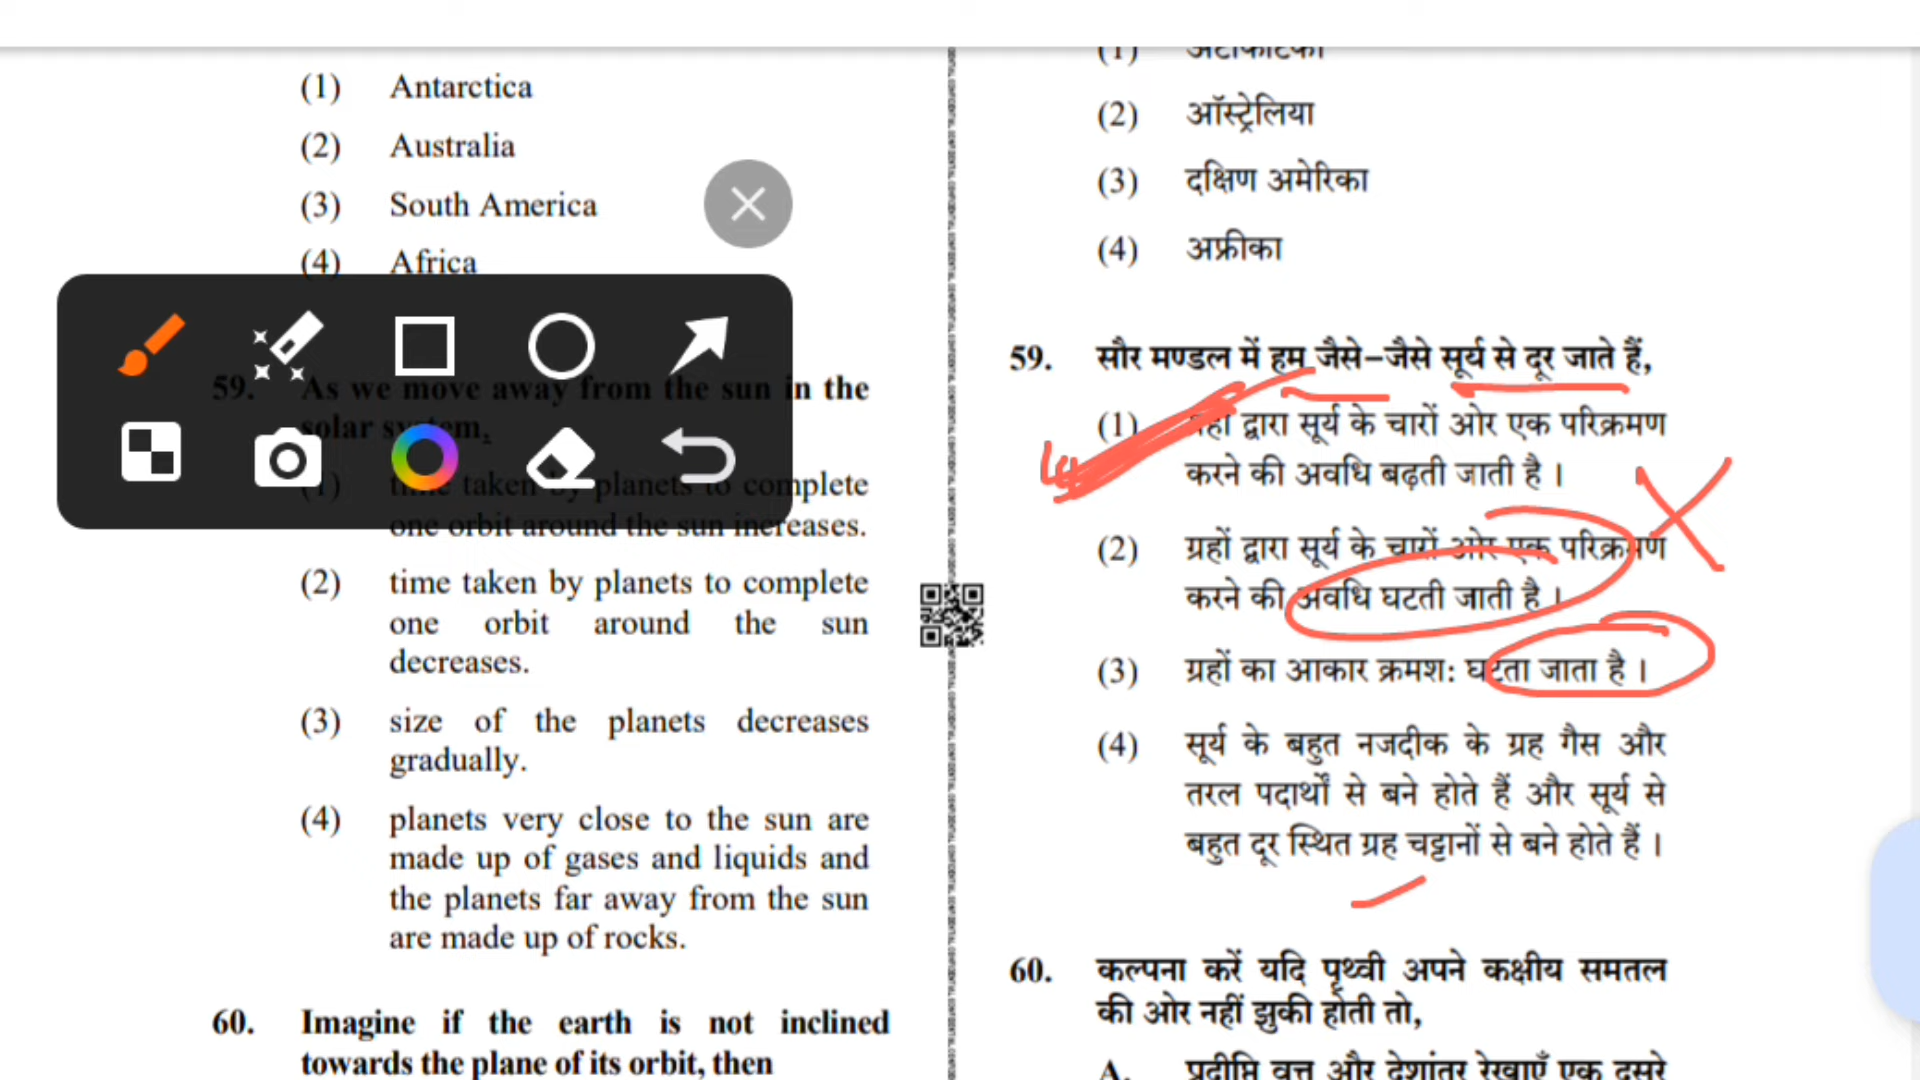 (1) Antarctica
(2) Australia
(3) South America
(4) Africa
59. As we move away from the sun in the
solar system,
(1) time taken by planets to complete
one orbit around the sun increases.
(2) time taken by planets to complete
one orbit around the sun
decreases.
(3) size of the planets decreases
gradually.
(4) planets very close to the sun are
made up of gases and liquids and
the planets far away from the sun
are made up of rocks.
60. Imagine if the earth is not inclined
towards the plane of its orbit, then
(1)
(2) ऑस्ट्रेलिया
(3) दक्षिण अमेरिका
(4) अफ्रीका
59. सौर मण्डल में हम जैसे–जैसे सूर्य से दूर जाते हैं,
(1) ग्रहों द्वारा सूर्य के चारों ओर एक परिक्रमण
करने की अवधि बढ़ती जाती है ।
(2) ग्रहों द्वारा सूर्य के चारों ओर एक परिक्रमण
करने की अवधि घटती जाती है ।
(3) ग्रहों का आकार क्रमश: घटता जाता है ।
(4) सूर्य के बहुत नजदीक के ग्रह गैस और
तरल पदार्थों से बने होते हैं और सूर्य से
बहुत दूर स्थित ग्रह चट्टानों से बने होते हैं ।
60. कल्पना करें यदि पृथ्वी अपने कक्षीय समतल
की ओर नहीं झुकी होती तो,
A. प्रदीप्ति वृत्त और देशांतर रेखाएँ एक दूसरे